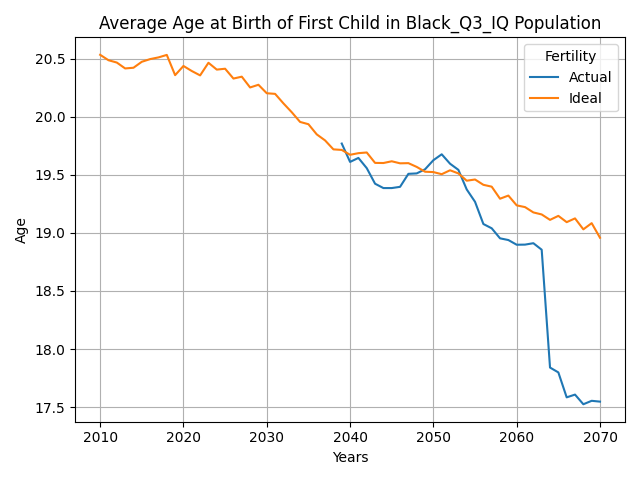 Average Age at Birth of First Child in Black_Q3_IQ Population
Fertility
Actual
Ideal
20.5
20.0
19.5
19.0
18.5
18.0
17.5
Age
2010 2020 2030 2040 2050 2060 2070
Years